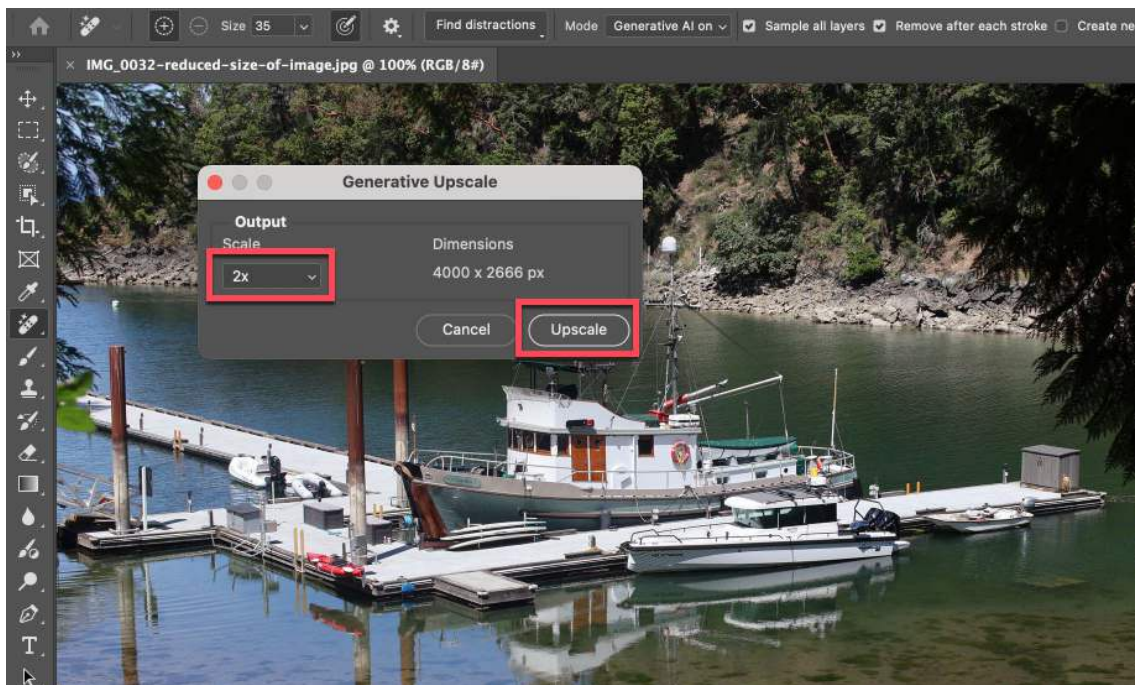 Size 35 Find distractions Mode Generative AI on Sample all layers Remove after each stroke Create ne
× IMG_0032-reduced-size-of-image.jpg @ 100% (RGB/8#)
Generative Upscale
Output
Scale Dimensions
2x 4000 x 2666 px
Cancel Upscale